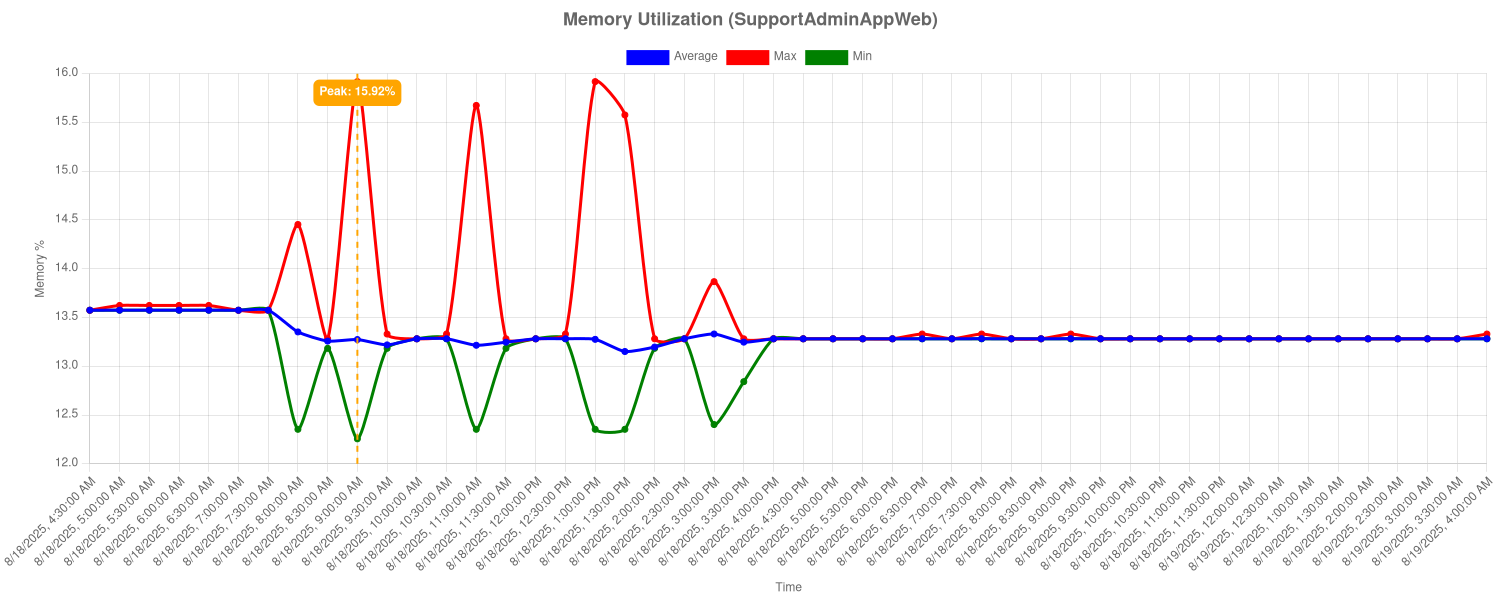 Memory Utilization (SupportAdminAppWeb)
Average Max Min
16.0
Peak: 15.92%
15.5
15.0
14.5
14.0
13.5
13.0
12.5
12.0
Memory %
8/18/2025, 4:30:00 AM
8/18/2025, 5:00:00 AM
8/18/2025, 5:30:00 AM
8/18/2025, 6:00:00 AM
8/18/2025, 6:30:00 AM
8/18/2025, 7:00:00 AM
8/18/2025, 7:30:00 AM
8/18/2025, 8:00:00 AM
8/18/2025, 8:30:00 AM
8/18/2025, 9:00:00 AM
8/18/2025, 9:30:00 AM
8/18/2025, 10:00:00 AM
8/18/2025, 10:30:00 AM
8/18/2025, 11:00:00 AM
8/18/2025, 11:30:00 AM
8/18/2025, 12:00:00 PM
8/18/2025, 12:30:00 PM
8/18/2025, 1:00:00 PM
8/18/2025, 1:30:00 PM
8/18/2025, 2:00:00 PM
8/18/2025, 2:30:00 PM
8/18/2025, 3:00:00 PM
8/18/2025, 3:30:00 PM
8/18/2025, 4:00:00 PM
8/18/2025, 4:30:00 PM
8/18/2025, 5:00:00 PM
8/18/2025, 5:30:00 PM
8/18/2025, 6:00:00 PM
8/18/2025, 6:30:00 PM
8/18/2025, 7:00:00 PM
8/18/2025, 7:30:00 PM
8/18/2025, 8:00:00 PM
8/18/2025, 8:30:00 PM
8/18/2025, 9:00:00 PM
8/18/2025, 9:30:00 PM
8/18/2025, 10:00:00 PM
8/18/2025, 10:30:00 PM
8/18/2025, 11:00:00 PM
8/18/2025, 11:30:00 PM
8/19/2025, 12:00:00 AM
8/19/2025, 12:30:00 AM
8/19/2025, 1:00:00 AM
8/19/2025, 1:30:00 AM
8/19/2025, 2:00:00 AM
8/19/2025, 2:30:00 AM
8/19/2025, 3:00:00 AM
8/19/2025, 3:30:00 AM
8/19/2025, 4:00:00 AM
Time